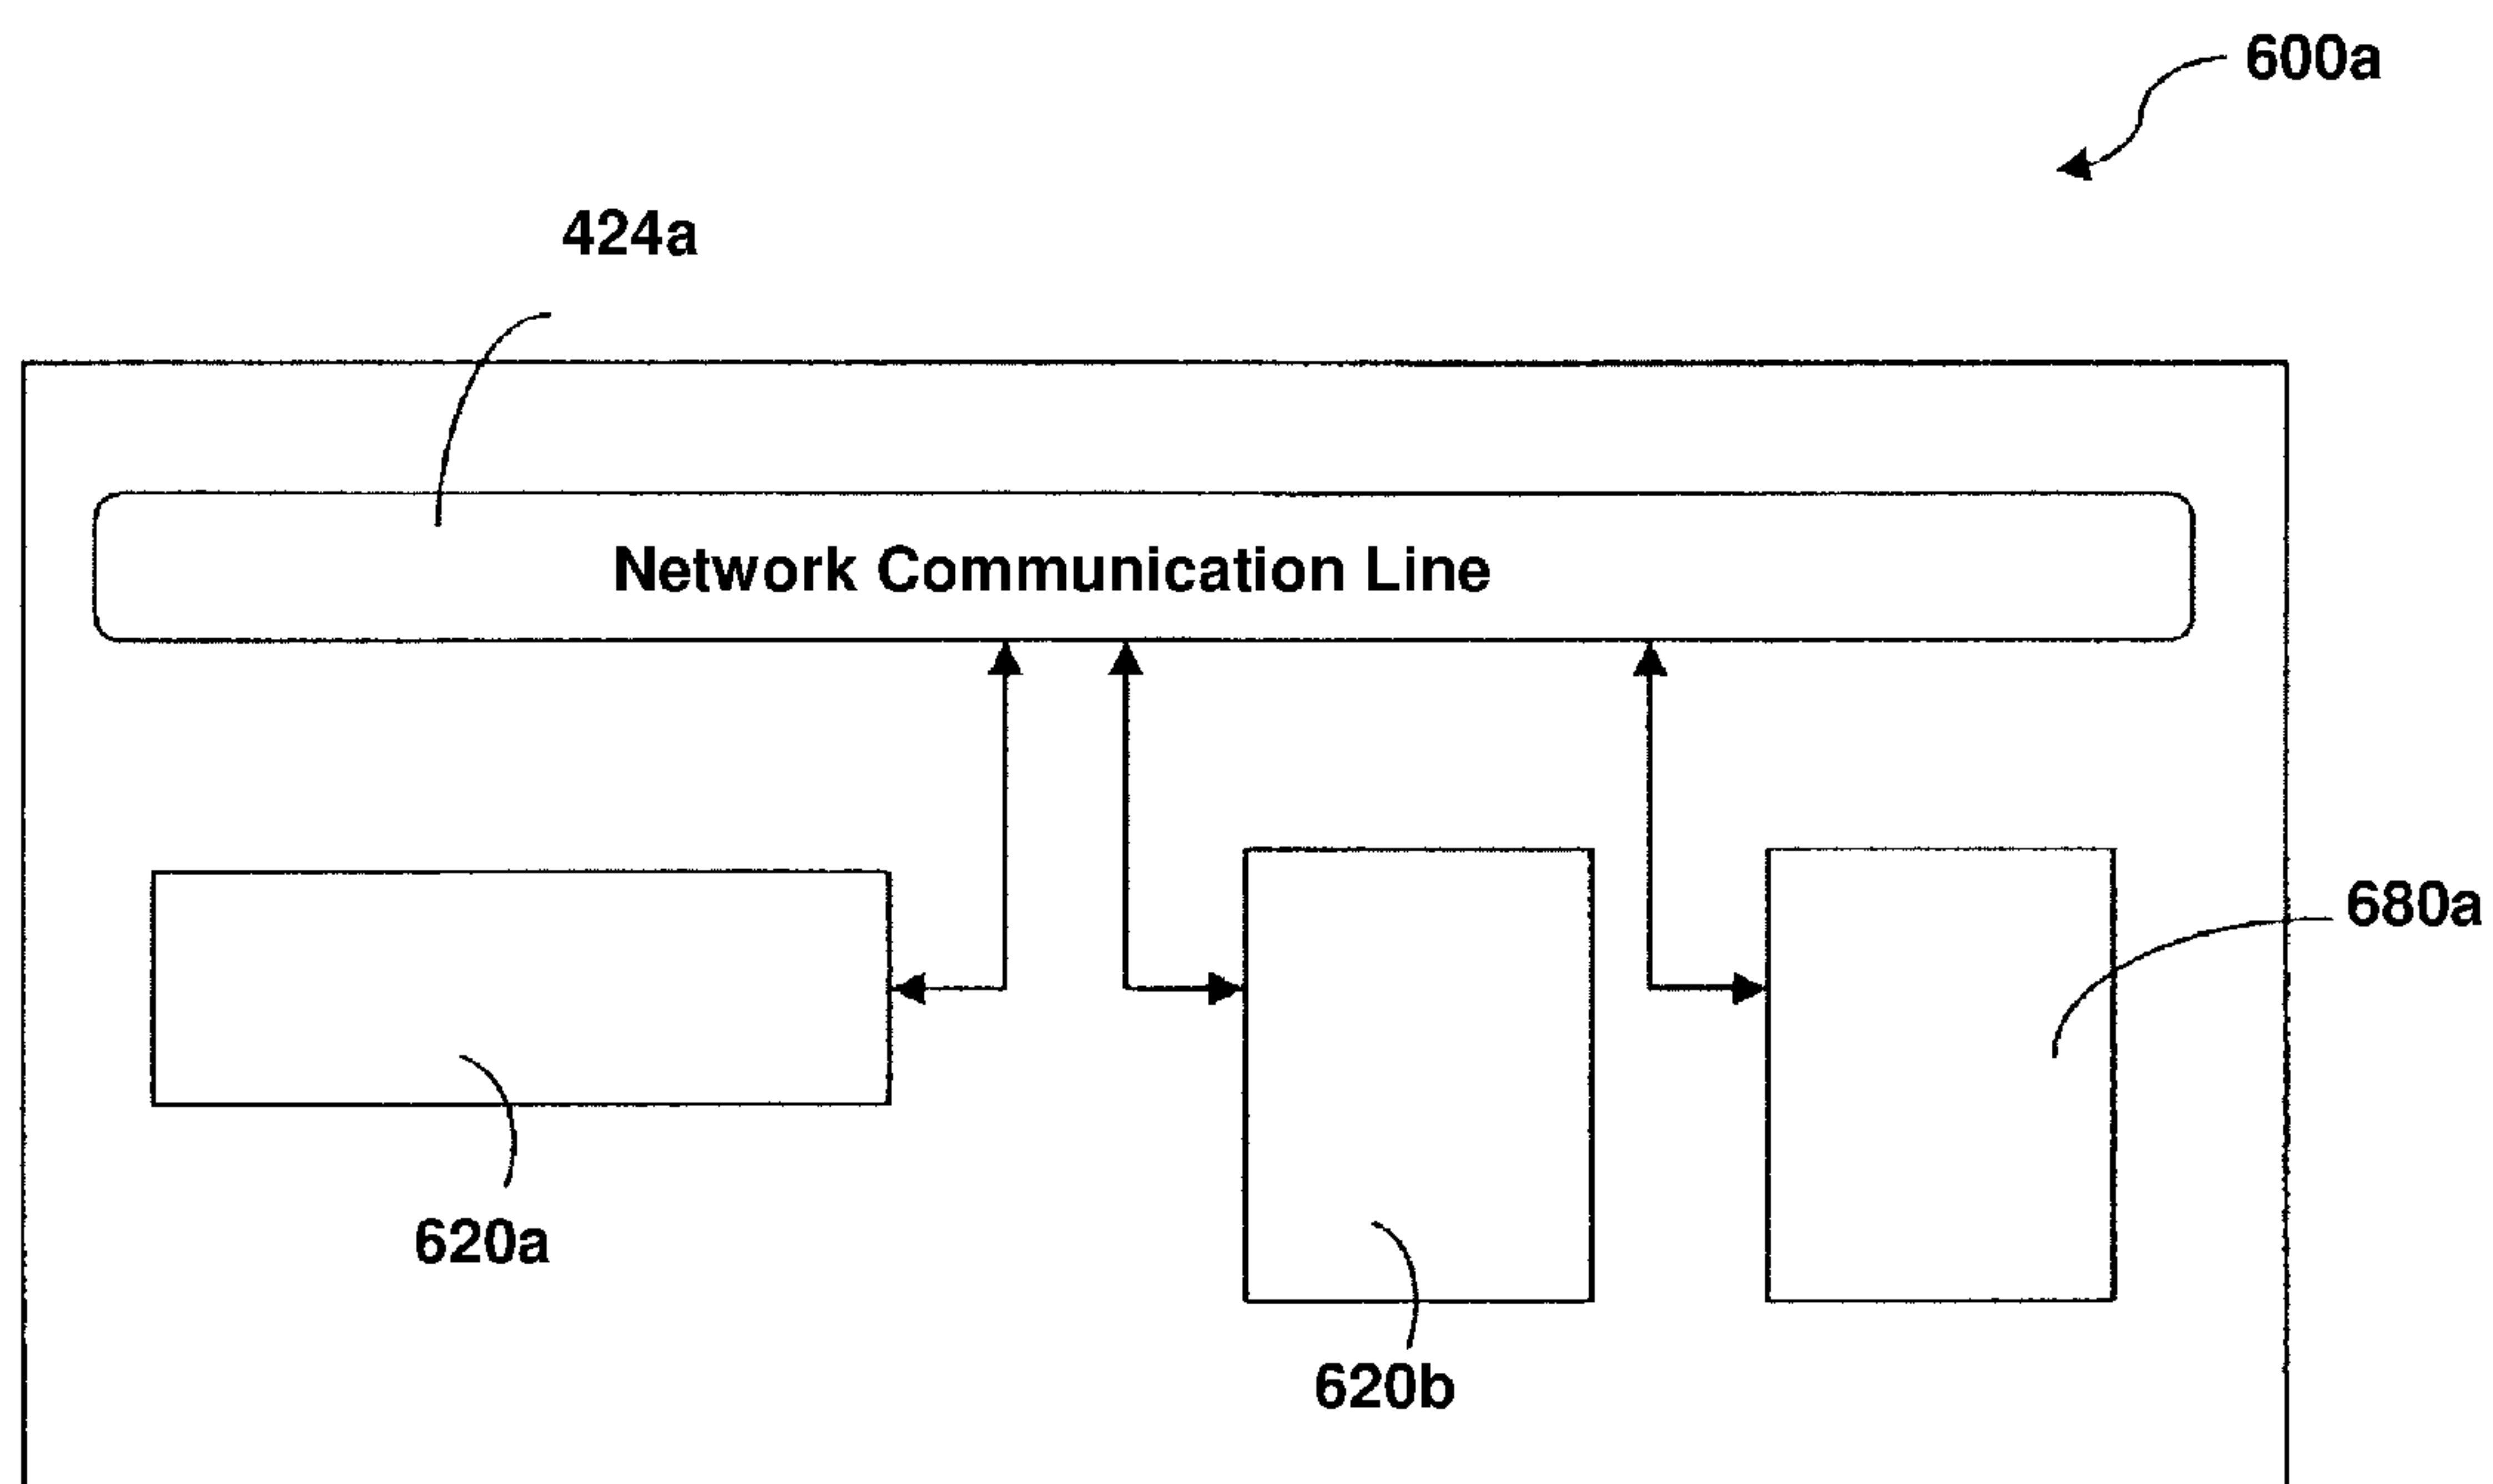 600a
424a
Network Communication Line
680a
620a
620b